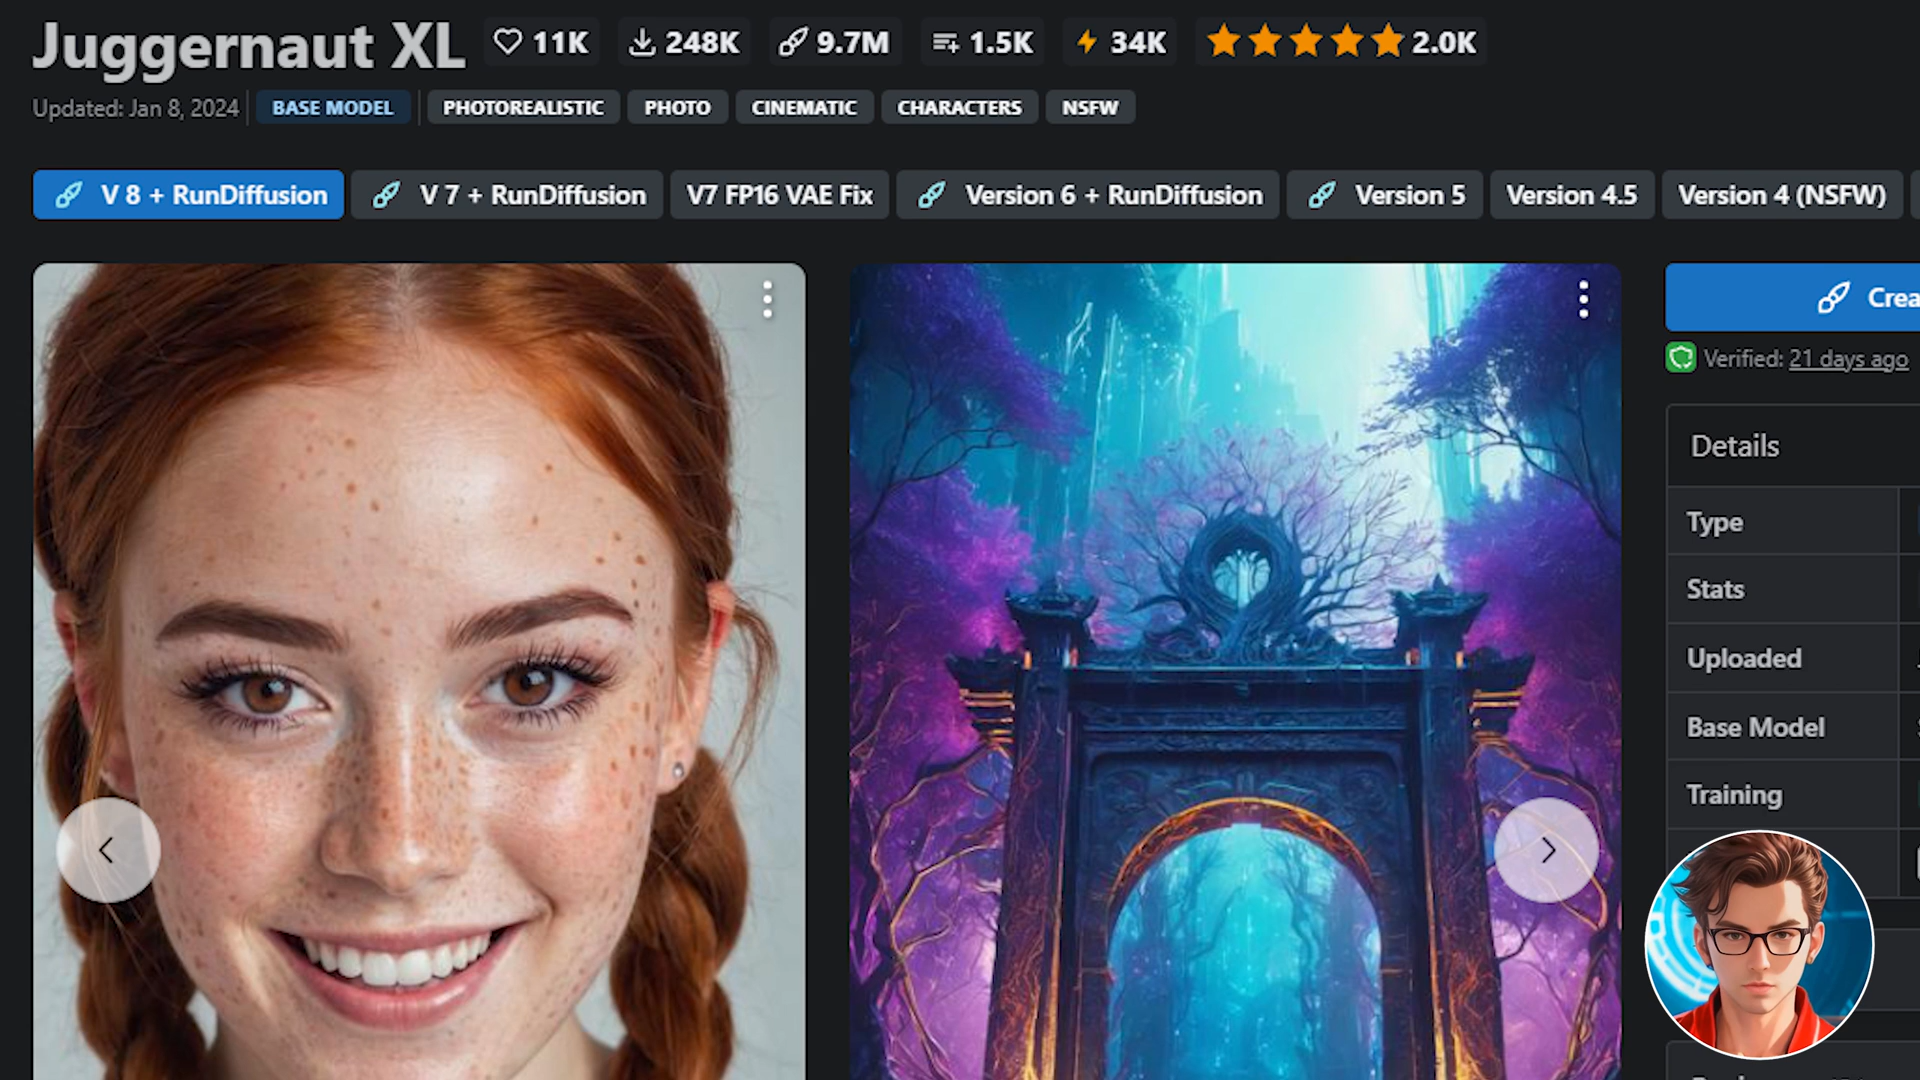 Juggernaut XL 11K 248K 9.7M 1.5K 34K 2.0K
Updated: Jan 8, 2024 BASE MODEL PHOTOREALISTIC PHOTO CINEMATIC CHARACTERS NSFW
V 8 + RunDiffusion V 7 + RunDiffusion V7 FP16 VAE Fix Version 6 + RunDiffusion Version 5 Version 4.5 Version 4 (NSFW)
Crea
Verified: 21 days ago
Details
Type
Stats
Uploaded
Base Model
Training